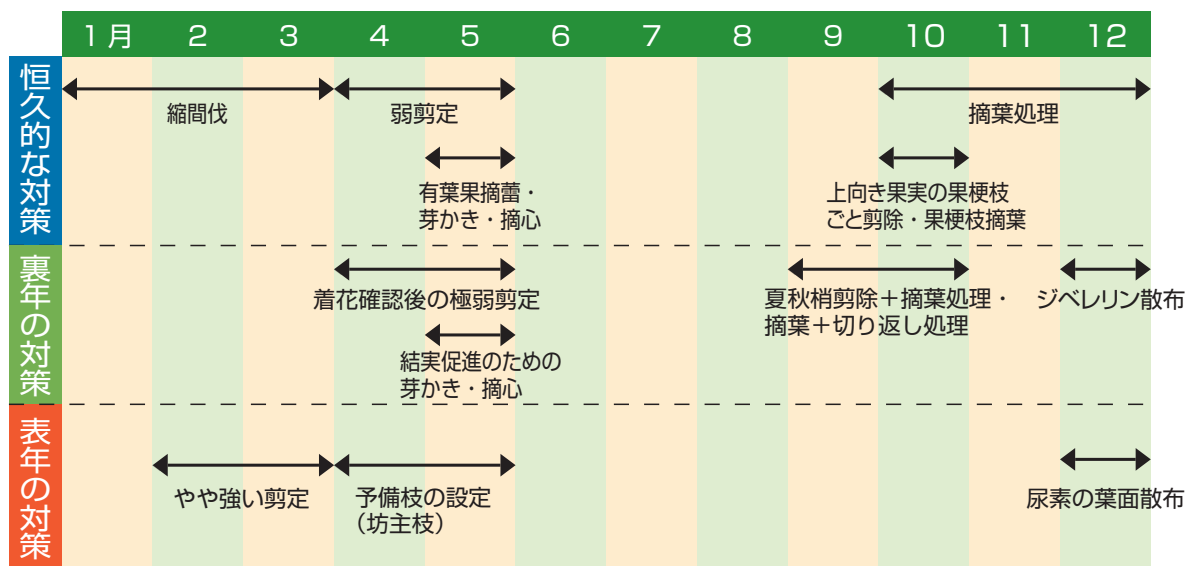 1月 2 3 4 5 6 7 8 9 10 11 12
恒久的な対策
縮間伐
弱剪定
摘葉処理
有葉果摘蕾・
芽かき・摘心
上向き果実の果梗枝
ごと剪除・果梗枝摘葉
裏年の対策
着花確認後の極弱剪定
夏秋梢剪除＋摘葉処理・
摘葉＋切り返し処理
ジベレリン散布
結実促進のための
芽かき・摘心
表年の対策
やや強い剪定
予備枝の設定
（坊主枝）
尿素の葉面散布